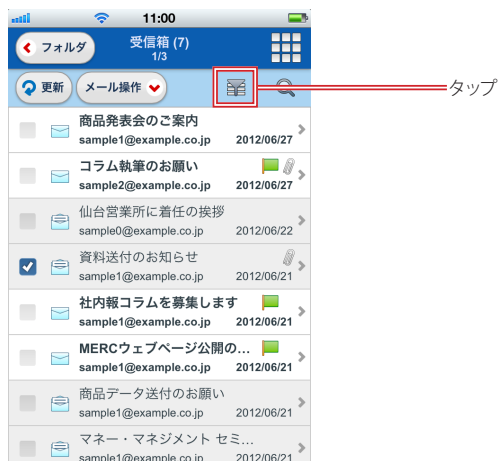 11:00
フォルダ
受信箱 (7)
1/3
更新
メール操作
タップ
商品発表会のご案内
sample1@example.co.jp 2012/06/27
コラム執筆のお願い
sample2@example.co.jp 2012/06/27
仙台営業所に着任の挨拶
sample0@example.co.jp 2012/06/22
資料送付のお知らせ
sample1@example.co.jp 2012/06/21
社内報コラムを募集します
sample1@example.co.jp 2012/06/21
MERCウェブページ公開の...
sample1@example.co.jp 2012/06/21
商品データ送付のお願い
sample1@example.co.jp 2012/06/21
マネー・マネジメント セミ...
sample1@example.co.jp 2012/06/21